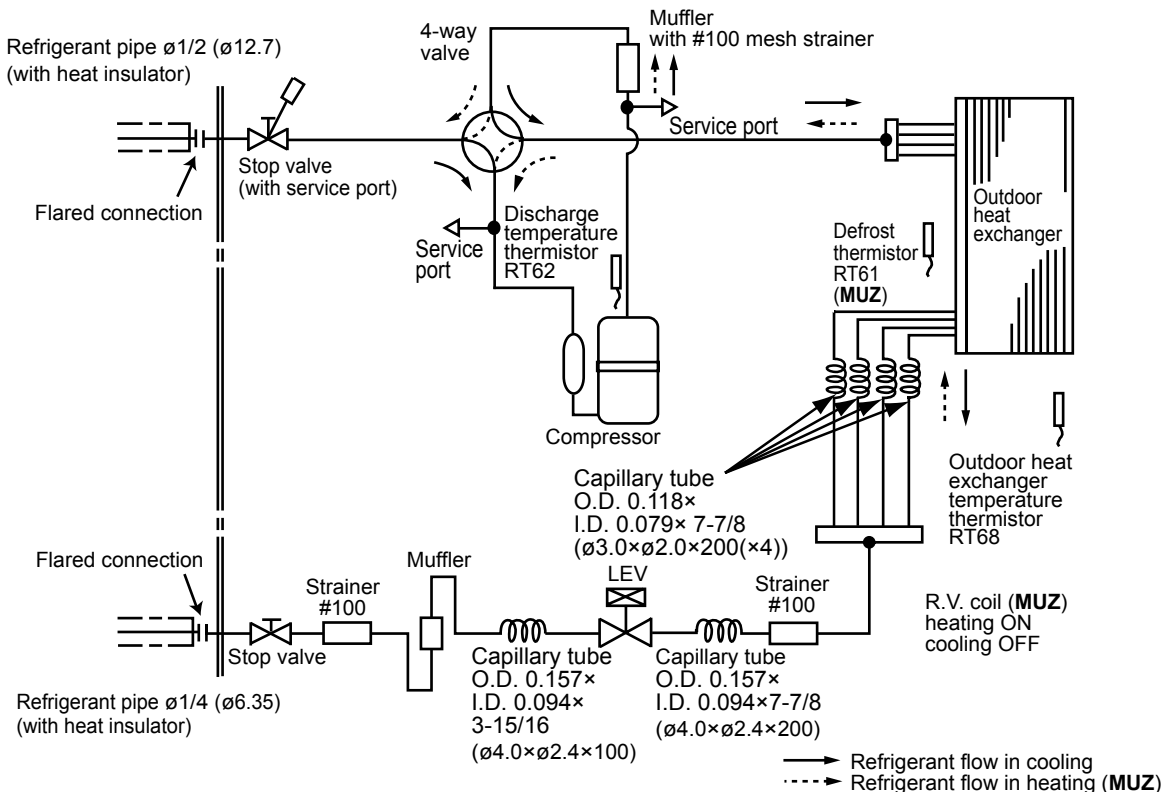 Refrigerant pipe ø1/2 (ø12.7)
(with heat insulator)
4-way
valve
Muffler
with #100 mesh strainer
Service port
Stop valve
(with service port)
Flared connection
Service
port
Discharge
temperature
thermistor
RT62
Compressor
Outdoor
heat
exchanger
Defrost
thermistor
RT61
(MUZ)
Capillary tube
O.D. 0.118×
I.D. 0.079× 7-7/8
(ø3.0×ø2.0×200(×4))
Outdoor heat
exchanger
temperature
thermistor
RT68
Flared connection
Stop valve
Strainer
#100
Muffler
Capillary tube
O.D. 0.157×
I.D. 0.094×
3-15/16
(ø4.0×ø2.4×100)
LEV
Capillary tube
O.D. 0.157×
I.D. 0.094×7-7/8
(ø4.0×ø2.4×200)
Strainer
#100
R.V. coil (MUZ)
heating ON
cooling OFF
Refrigerant pipe ø1/4 (ø6.35)
(with heat insulator)
Refrigerant flow in cooling
Refrigerant flow in heating (MUZ)